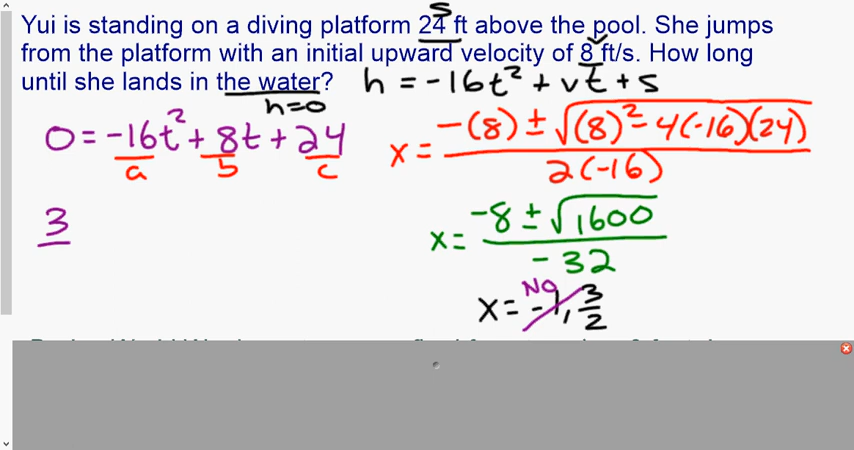 Yui is standing on a diving platform 24 ft above the pool. She jumps
from the platform with an initial upward velocity of 8 ft/s. How long
until she lands in the water?
s
v
h = -16t² + vt + s
h=0
0 = -16t² + 8t + 24
a b c
x = -(8) ± √(8)² - 4(-16)(24)
2(-16)
3
x = -8 ± √1600
-32
NO
x = -1, 3/2